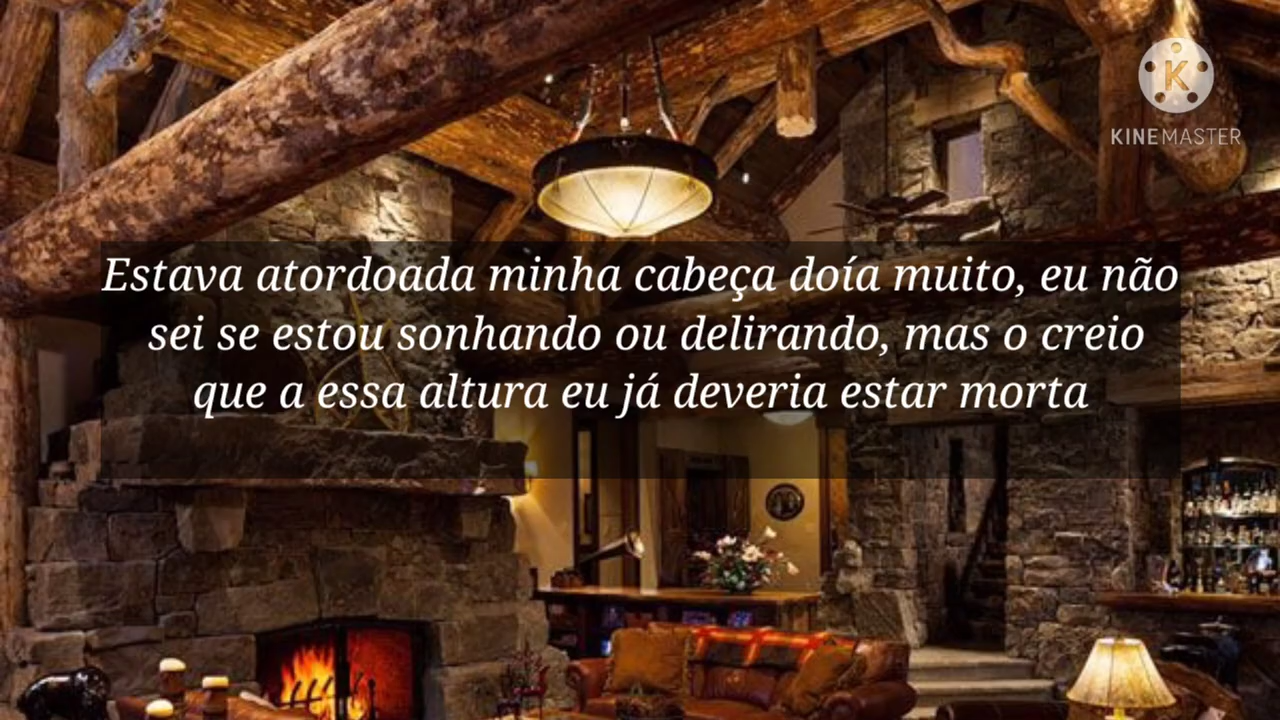 KINEMASTER
Estava atordoada minha cabeça doía muito, eu não
sei se estou sonhando ou delirando, mas o creio
que a essa altura eu já deveria estar morta